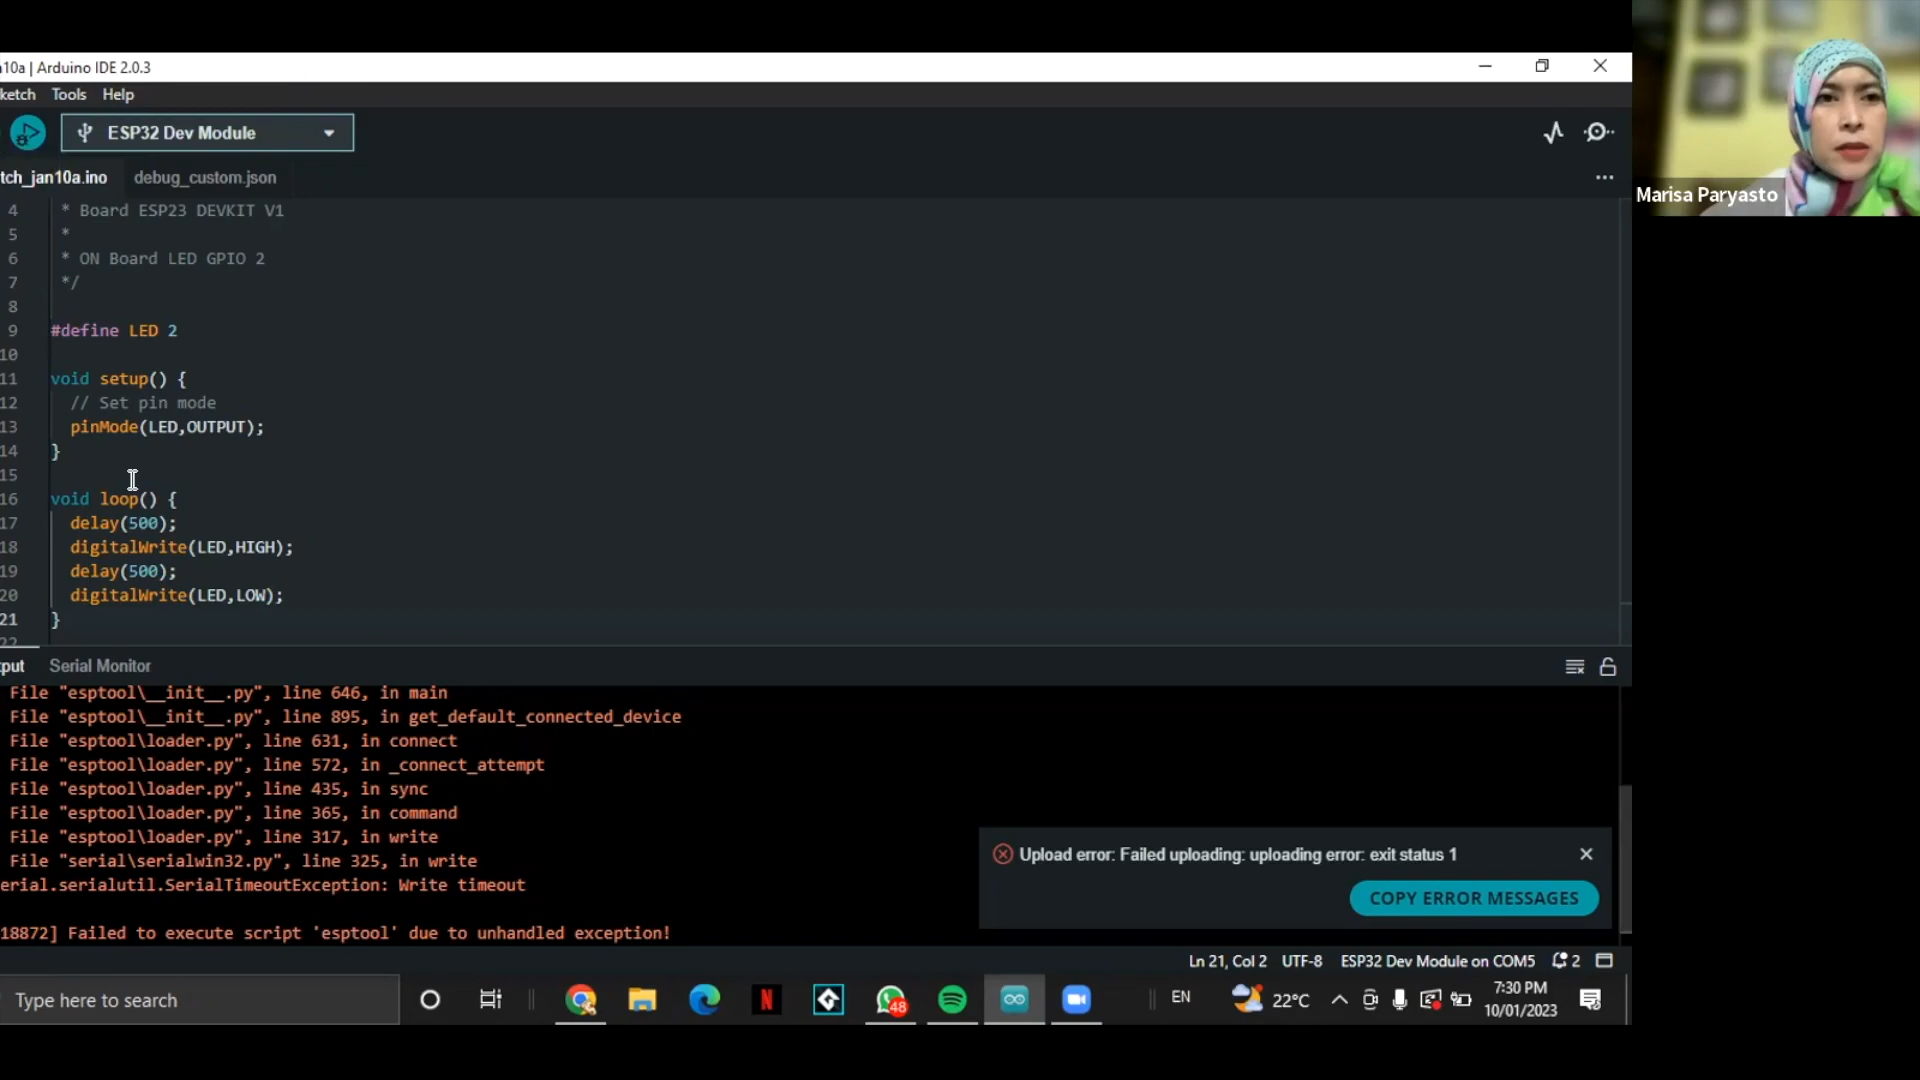 10a | Arduino IDE 2.0.3
ketch Tools Help
ESP32 Dev Module
tch_jan10a.ino debug_custom.json
4 * Board ESP23 DEVKIT V1
5 *
6 * ON Board LED GPIO 2
7 */
8
9 #define LED 2
10
11 void setup() {
12 // Set pin mode
13 pinMode(LED,OUTPUT);
14 }
15
16 void loop() {
17 delay(500);
18 digitalWrite(LED,HIGH);
19 delay(500);
20 digitalWrite(LED,LOW);
21 }
22
put Serial Monitor
File "esptool\__init__.py", line 646, in main
File "esptool\__init__.py", line 895, in get_default_connected_device
File "esptool\loader.py", line 631, in connect
File "esptool\loader.py", line 572, in _connect_attempt
File "esptool\loader.py", line 435, in sync
File "esptool\loader.py", line 365, in command
File "esptool\loader.py", line 317, in write
File "serial\serialwin32.py", line 325, in write
erial.serialutil.SerialTimeoutException: Write timeout
18872] Failed to execute script 'esptool' due to unhandled exception!
Upload error: Failed uploading: uploading error: exit status 1
COPY ERROR MESSAGES
Ln 21, Col 2 UTF-8 ESP32 Dev Module on COM5 2
Type here to search
N
48
EN
22°C
7:30 PM
10/01/2023
Marisa Paryasto